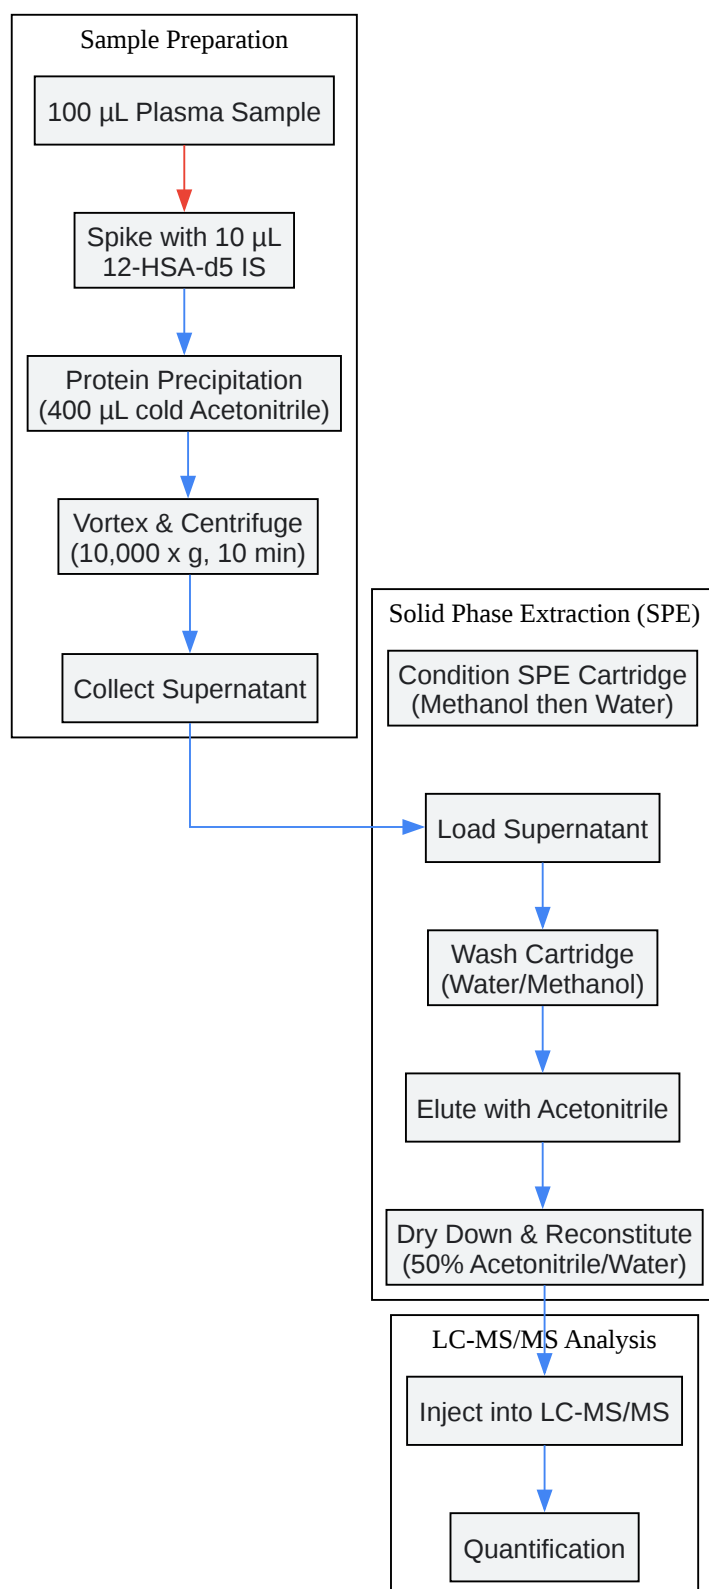 Sample Preparation
100 µL Plasma Sample
Spike with 10 µL
12-HSA-d5 IS
Protein Precipitation
(400 µL cold Acetonitrile)
Vortex & Centrifuge
(10,000 x g, 10 min)
Collect Supernatant
Solid Phase Extraction (SPE)
Condition SPE Cartridge
(Methanol then Water)
Load Supernatant
Wash Cartridge
(Water/Methanol)
Elute with Acetonitrile
Dry Down & Reconstitute
(50% Acetonitrile/Water)
LC-MS/MS Analysis
Inject into LC-MS/MS
Quantification